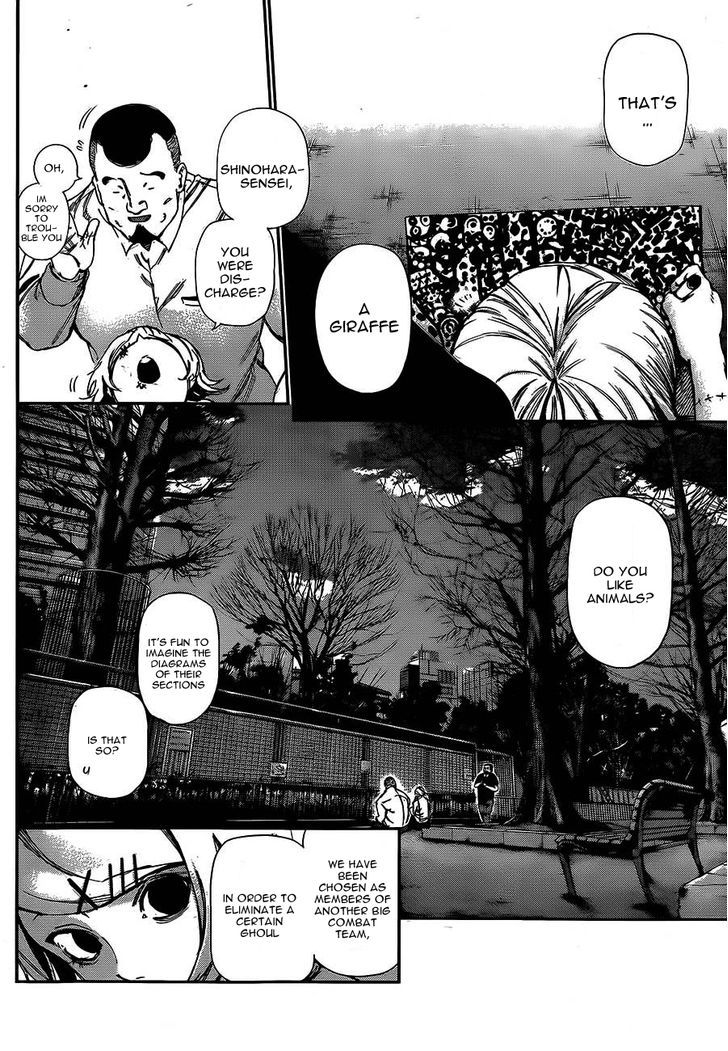 THAT'S
...
A
GIRAFFE
SHINOHARA-
SENSEI,
YOU
WERE
DIS-
CHARGE?
OH,
IM
SORRY
TO
TROU-
BLE YOU
DO YOU
LIKE
ANIMALS?
IT'S FUN TO
IMAGINE THE
DIAGRAMS
OF THEIR
SECTIONS
IS THAT
SO?
u
WE HAVE
BEEN
CHOSEN AS
MEMBERS OF
ANOTHER BIG
COMBAT
TEAM,
IN ORDER TO
ELIMINATE A
CERTAIN
GHOUL